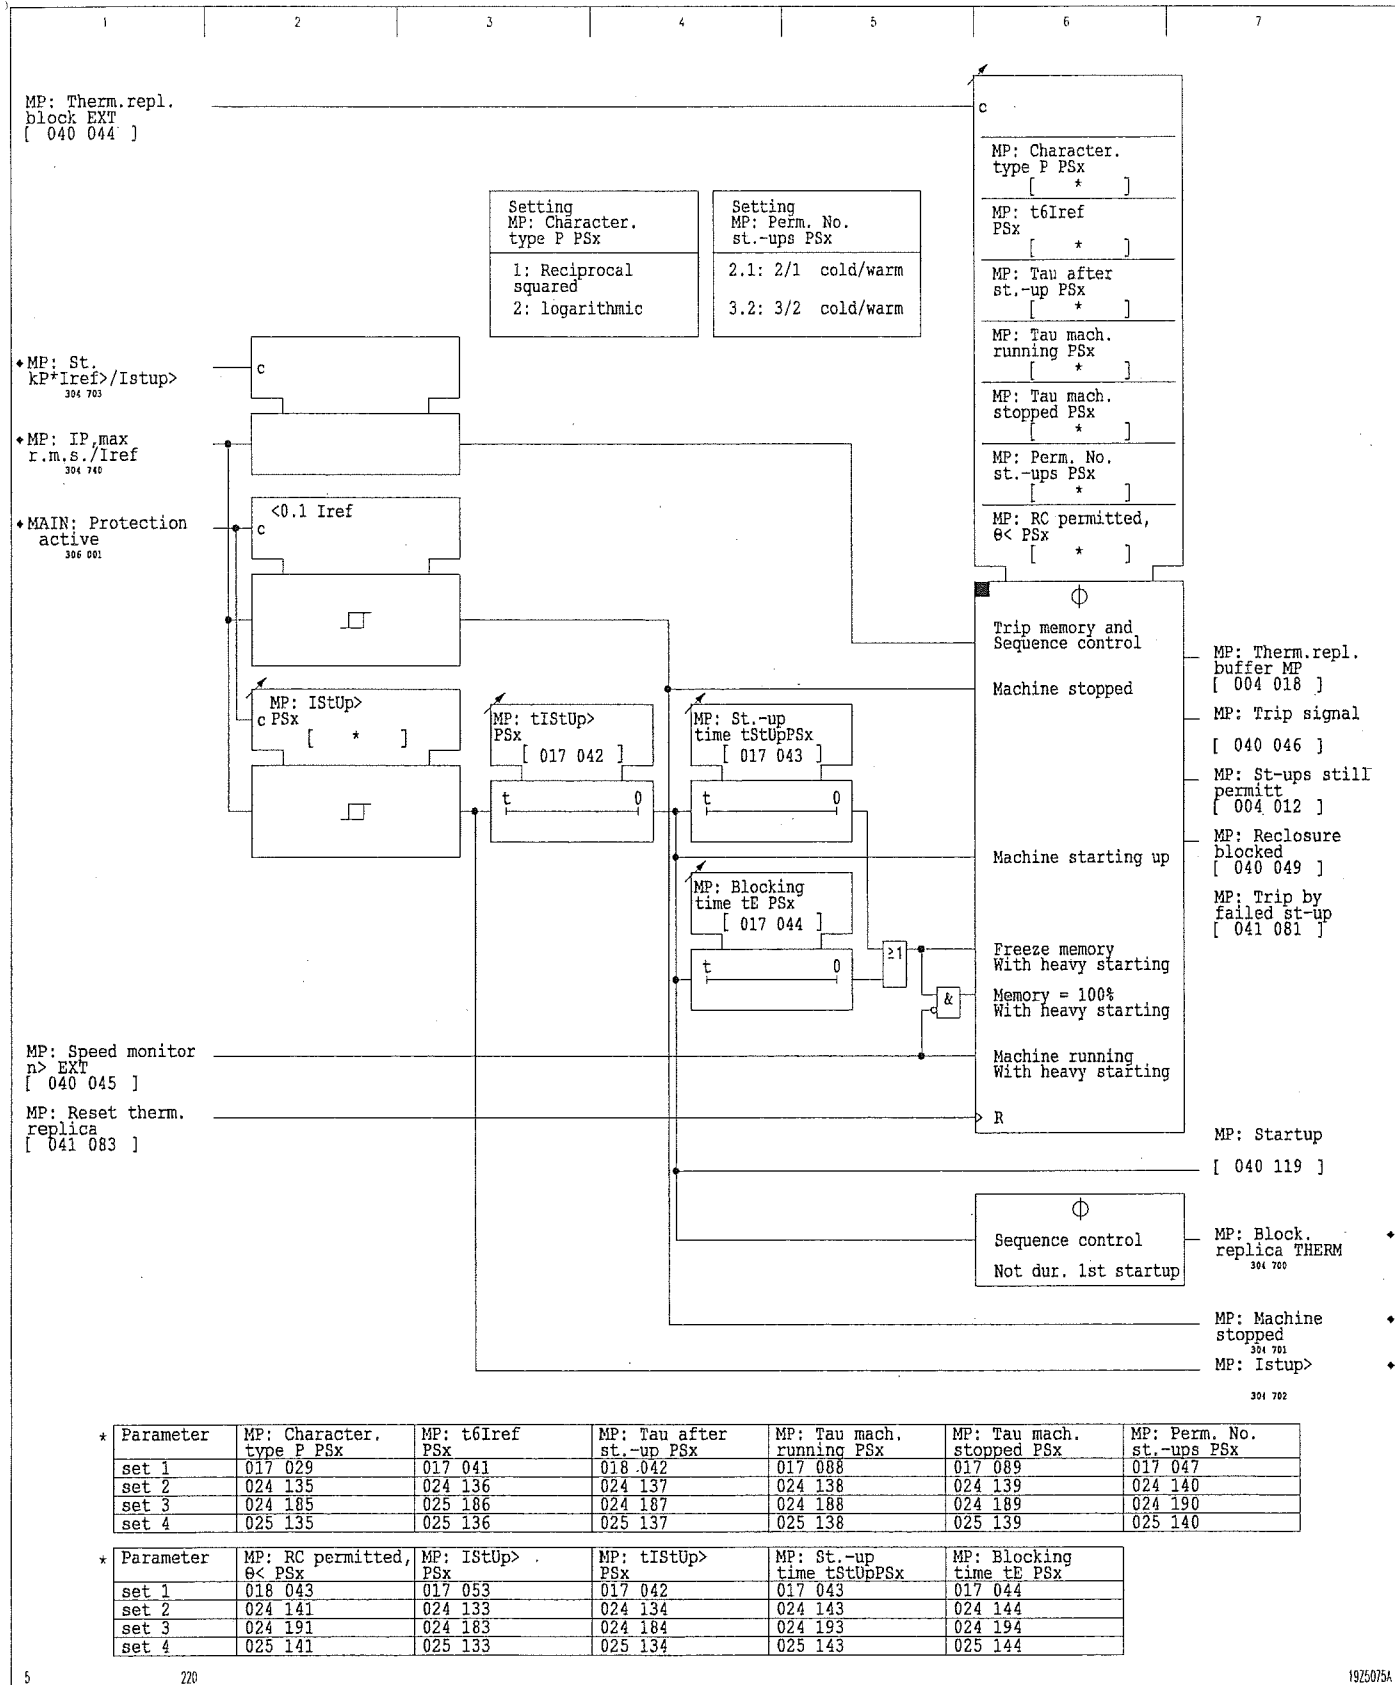 1 2 3 4 5 6 7
MP: Therm.repl.
block EXT
[ 040 044 ]
c
MP: Character.
type P PSx
[ * ]
MP: t6Iref
PSx
[ * ]
MP: Tau after
st.-up PSx
[ * ]
MP: Tau mach.
running PSx
[ * ]
MP: Tau mach.
stopped PSx
[ * ]
MP: Perm. No.
st.-ups PSx
[ * ]
MP: RC permitted,
Θ< PSx
[ * ]
Setting
MP: Character.
type P PSx
1: Reciprocal
squared
2: logarithmic
Setting
MP: Perm. No.
st.-ups PSx
2.1: 2/1 cold/warm
3.2: 3/2 cold/warm
MP: St.
kP*Iref>/Istup>
304 703
c
MP: IP,max
r.m.s./Iref
304 740
MAIN: Protection
active
306 001
<0.1 Iref
c
MP: IStUp>
c PSx
[ * ]
MP: tIStUp>
PSx
[ 017 042 ]
t 0
MP: St.-up
time tStUpPSx
[ 017 043 ]
t 0
MP: Blocking
time tE PSx
[ 017 044 ]
t 0
≥1
&
Φ
Trip memory and
Sequence control
Machine stopped
Machine starting up
Freeze memory
With heavy starting
Memory = 100%
With heavy starting
Machine running
With heavy starting
R
MP: Therm.repl.
buffer MP
[ 004 018 ]
MP: Trip signal
[ 040 046 ]
MP: St-ups still
permitt
[ 004 012 ]
MP: Reclosure
blocked
[ 040 049 ]
MP: Trip by
failed st-up
[ 041 081 ]
MP: Speed monitor
n> EXT
[ 040 045 ]
MP: Reset therm.
replica
[ 041 083 ]
MP: Startup
[ 040 119 ]
Φ
Sequence control
Not dur. 1st startup
MP: Block.
replica THERM
304 700
MP: Machine
stopped
304 701
MP: Istup>
304 702
* Parameter MP: Character. type P PSx MP: t6Iref PSx MP: Tau after st.-up PSx MP: Tau mach. running PSx MP: Tau mach. stopped PSx MP: Perm. No. st.-ups PSx
set 1 017 029 017 041 018 042 017 088 017 089 017 047
set 2 024 135 024 136 024 137 024 138 024 139 024 140
set 3 024 185 025 186 024 187 024 188 024 189 024 190
set 4 025 135 025 136 025 137 025 138 025 139 025 140
* Parameter MP: RC permitted, Θ< PSx MP: IStUp> PSx MP: tIStUp> PSx MP: St.-up time tStUpPSx MP: Blocking time tE PSx
set 1 018 043 017 053 017 042 017 043 017 044
set 2 024 141 024 133 024 134 024 143 024 144
set 3 024 191 024 183 024 184 024 193 024 194
set 4 025 141 025 133 025 134 025 143 025 144
5 220 19Z5075A